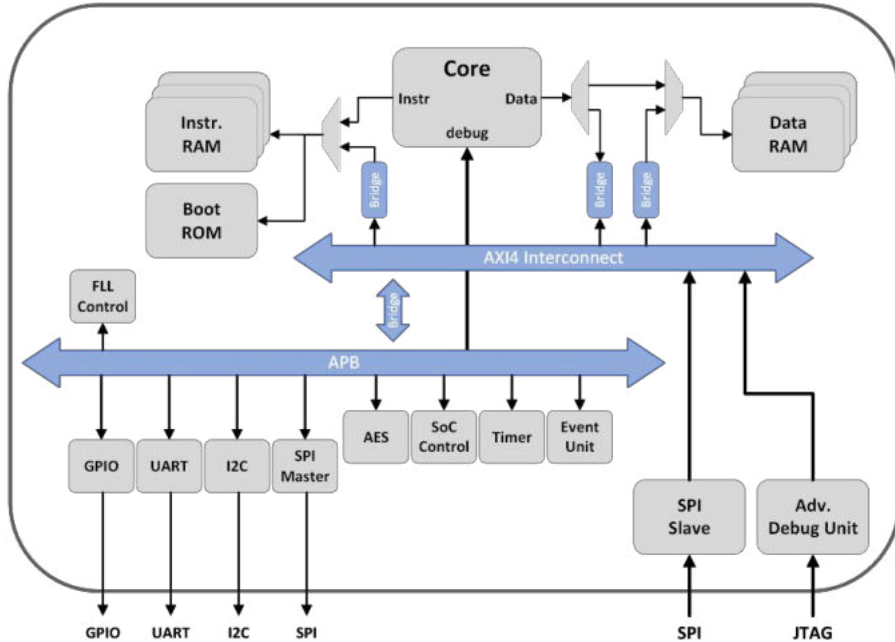 Core
Instr
Data
debug
Instr.
RAM
Data
RAM
Boot
ROM
Bridge
Bridge
Bridge
AXI4 Interconnect
FLL
Control
Bridge
APB
GPIO
UART
I2C
SPI
Master
AES
SoC
Control
Timer
Event
Unit
SPI
Slave
Adv.
Debug Unit
GPIO
UART
I2C
SPI
SPI
JTAG